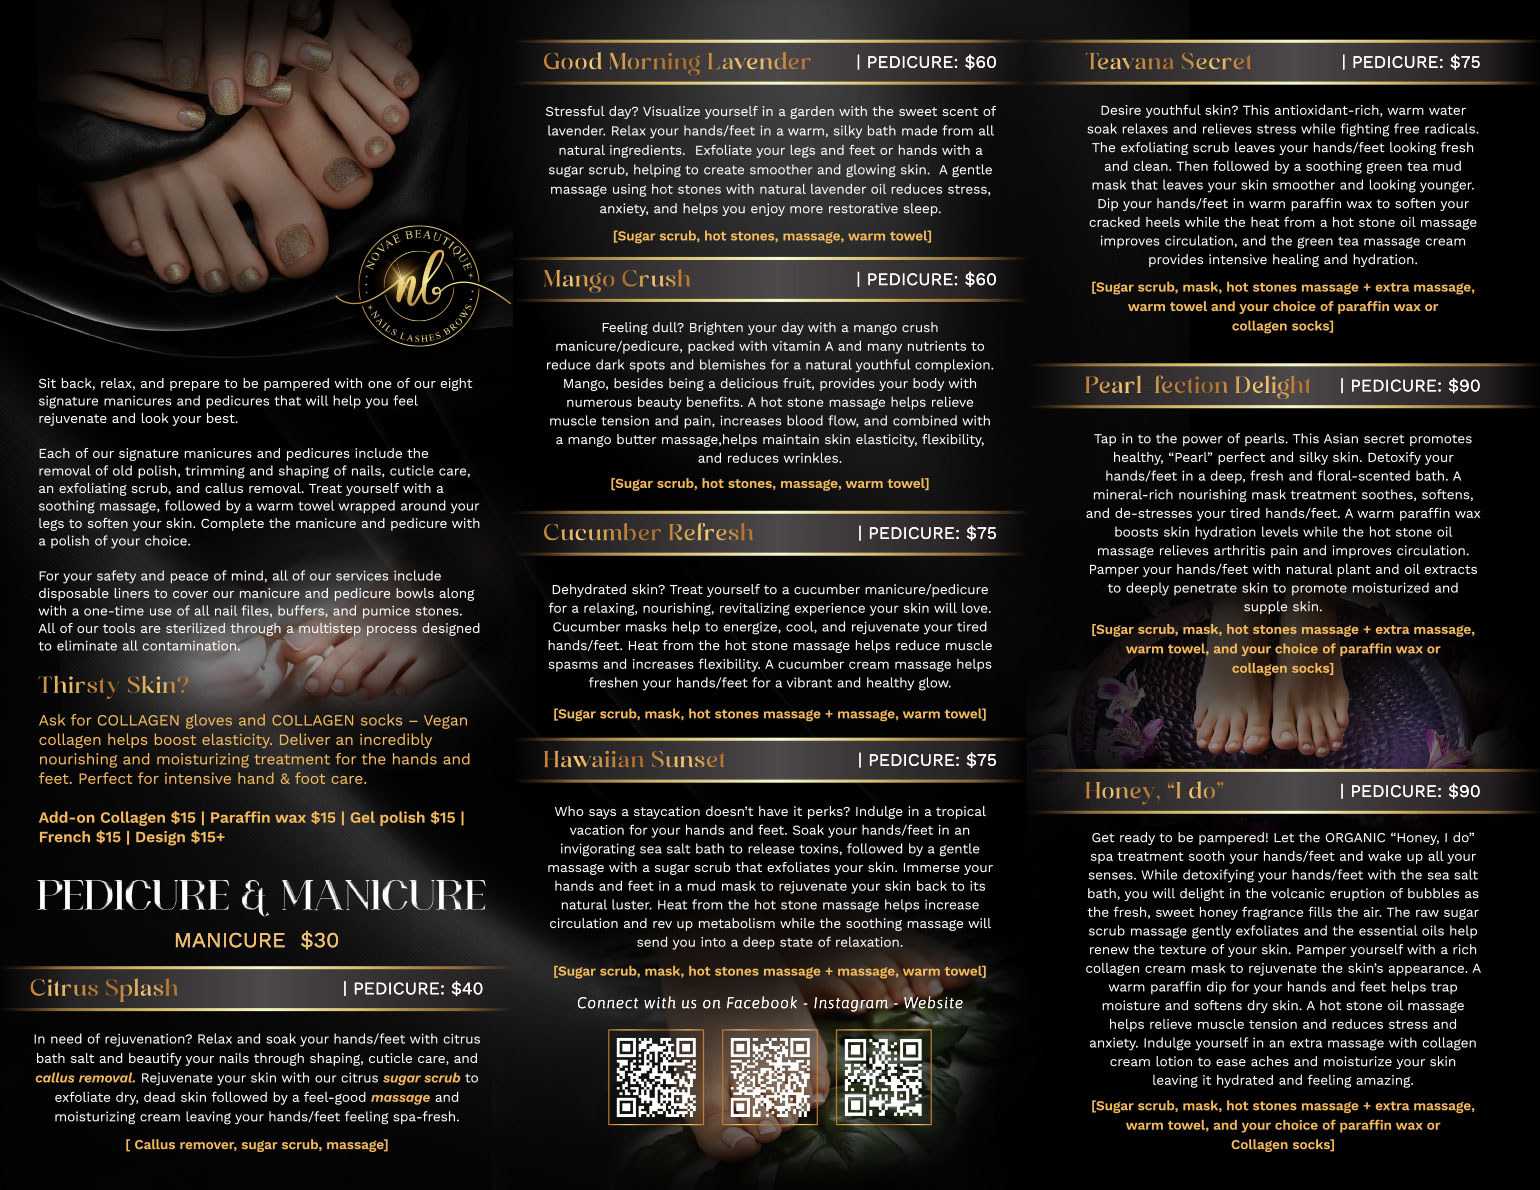 NOVAE BEAUTIQUE
nb
NAILS LASHES BROWS
Sit back, relax, and prepare to be pampered with one of our eight
signature manicures and pedicures that will help you feel
rejuvenate and look your best.
Each of our signature manicures and pedicures include the
removal of old polish, trimming and shaping of nails, cuticle care,
an exfoliating scrub, and callus removal. Treat yourself with a
soothing massage, followed by a warm towel wrapped around your
legs to soften your skin. Complete the manicure and pedicure with
a polish of your choice.
For your safety and peace of mind, all of our services include
disposable liners to cover our manicure and pedicure bowls along
with a one-time use of all nail files, buffers, and pumice stones.
All of our tools are sterilized through a multistep process designed
to eliminate all contamination.
Thirsty Skin?
Ask for COLLAGEN gloves and COLLAGEN socks – Vegan
collagen helps boost elasticity. Deliver an incredibly
nourishing and moisturizing treatment for the hands and
feet. Perfect for intensive hand & foot care.
Add-on Collagen $15 | Paraffin wax $15 | Gel polish $15 |
French $15 | Design $15+
PEDICURE & MANICURE
MANICURE $30
Citrus Splash | PEDICURE: $40
In need of rejuvenation? Relax and soak your hands/feet with citrus
bath salt and beautify your nails through shaping, cuticle care, and
callus removal. Rejuvenate your skin with our citrus sugar scrub to
exfoliate dry, dead skin followed by a feel-good massage and
moisturizing cream leaving your hands/feet feeling spa-fresh.
[ Callus remover, sugar scrub, massage]
Good Morning Lavender | PEDICURE: $60
Stressful day? Visualize yourself in a garden with the sweet scent of
lavender. Relax your hands/feet in a warm, silky bath made from all
natural ingredients. Exfoliate your legs and feet or hands with a
sugar scrub, helping to create smoother and glowing skin. A gentle
massage using hot stones with natural lavender oil reduces stress,
anxiety, and helps you enjoy more restorative sleep.
[Sugar scrub, hot stones, massage, warm towel]
Mango Crush | PEDICURE: $60
Feeling dull? Brighten your day with a mango crush
manicure/pedicure, packed with vitamin A and many nutrients to
reduce dark spots and blemishes for a natural youthful complexion.
Mango, besides being a delicious fruit, provides your body with
numerous beauty benefits. A hot stone massage helps relieve
muscle tension and pain, increases blood flow, and combined with
a mango butter massage,helps maintain skin elasticity, flexibility,
and reduces wrinkles.
[Sugar scrub, hot stones, massage, warm towel]
Cucumber Refresh | PEDICURE: $75
Dehydrated skin? Treat yourself to a cucumber manicure/pedicure
for a relaxing, nourishing, revitalizing experience your skin will love.
Cucumber masks help to energize, cool, and rejuvenate your tired
hands/feet. Heat from the hot stone massage helps reduce muscle
spasms and increases flexibility. A cucumber cream massage helps
freshen your hands/feet for a vibrant and healthy glow.
[Sugar scrub, mask, hot stones massage + massage, warm towel]
Hawaiian Sunset | PEDICURE: $75
Who says a staycation doesn't have it perks? Indulge in a tropical
vacation for your hands and feet. Soak your hands/feet in an
invigorating sea salt bath to release toxins, followed by a gentle
massage with a sugar scrub that exfoliates your skin. Immerse your
hands and feet in a mud mask to rejuvenate your skin back to its
natural luster. Heat from the hot stone massage helps increase
circulation and rev up metabolism while the soothing massage will
send you into a deep state of relaxation.
[Sugar scrub, mask, hot stones massage + massage, warm towel]
Connect with us on Facebook - Instagram - Website
Teavana Secret | PEDICURE: $75
Desire youthful skin? This antioxidant-rich, warm water
soak relaxes and relieves stress while fighting free radicals.
The exfoliating scrub leaves your hands/feet looking fresh
and clean. Then followed by a soothing green tea mud
mask that leaves your skin smoother and looking younger.
Dip your hands/feet in warm paraffin wax to soften your
cracked heels while the heat from a hot stone oil massage
improves circulation, and the green tea massage cream
provides intensive healing and hydration.
[Sugar scrub, mask, hot stones massage + extra massage,
warm towel and your choice of paraffin wax or
collagen socks]
Pearl-fection Delight | PEDICURE: $90
Tap in to the power of pearls. This Asian secret promotes
healthy, “Pearl” perfect and silky skin. Detoxify your
hands/feet in a deep, fresh and floral-scented bath. A
mineral-rich nourishing mask treatment soothes, softens,
and de-stresses your tired hands/feet. A warm paraffin wax
boosts skin hydration levels while the hot stone oil
massage relieves arthritis pain and improves circulation.
Pamper your hands/feet with natural plant and oil extracts
to deeply penetrate skin to promote moisturized and
supple skin.
[Sugar scrub, mask, hot stones massage + extra massage,
warm towel, and your choice of paraffin wax or
collagen socks]
Honey, “I do” | PEDICURE: $90
Get ready to be pampered! Let the ORGANIC “Honey, I do”
spa treatment sooth your hands/feet and wake up all your
senses. While detoxifying your hands/feet with the sea salt
bath, you will delight in the volcanic eruption of bubbles as
the fresh, sweet honey fragrance fills the air. The raw sugar
scrub massage gently exfoliates and the essential oils help
renew the texture of your skin. Pamper yourself with a rich
collagen cream mask to rejuvenate the skin's appearance. A
warm paraffin dip for your hands and feet helps trap
moisture and softens dry skin. A hot stone oil massage
helps relieve muscle tension and reduces stress and
anxiety. Indulge yourself in an extra massage with collagen
cream lotion to ease aches and moisturize your skin
leaving it hydrated and feeling amazing.
[Sugar scrub, mask, hot stones massage + extra massage,
warm towel, and your choice of paraffin wax or
Collagen socks]